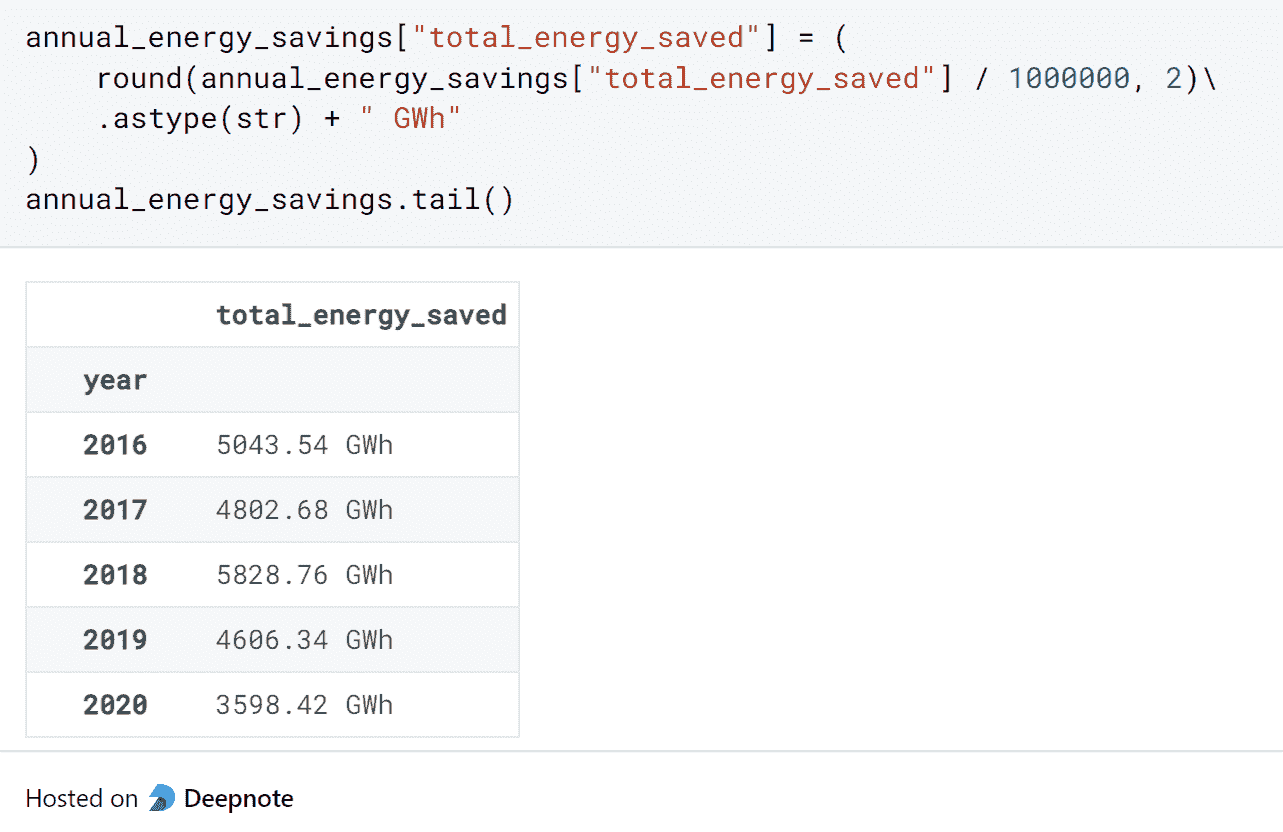 annual_energy_savings["total_energy_saved"] = (
    round(annual_energy_savings["total_energy_saved"] / 1000000, 2)\
    .astype(str) + " GWh"
)
annual_energy_savings.tail()
total_energy_saved
year
2016 5043.54 GWh
2017 4802.68 GWh
2018 5828.76 GWh
2019 4606.34 GWh
2020 3598.42 GWh
Hosted on Deepnote